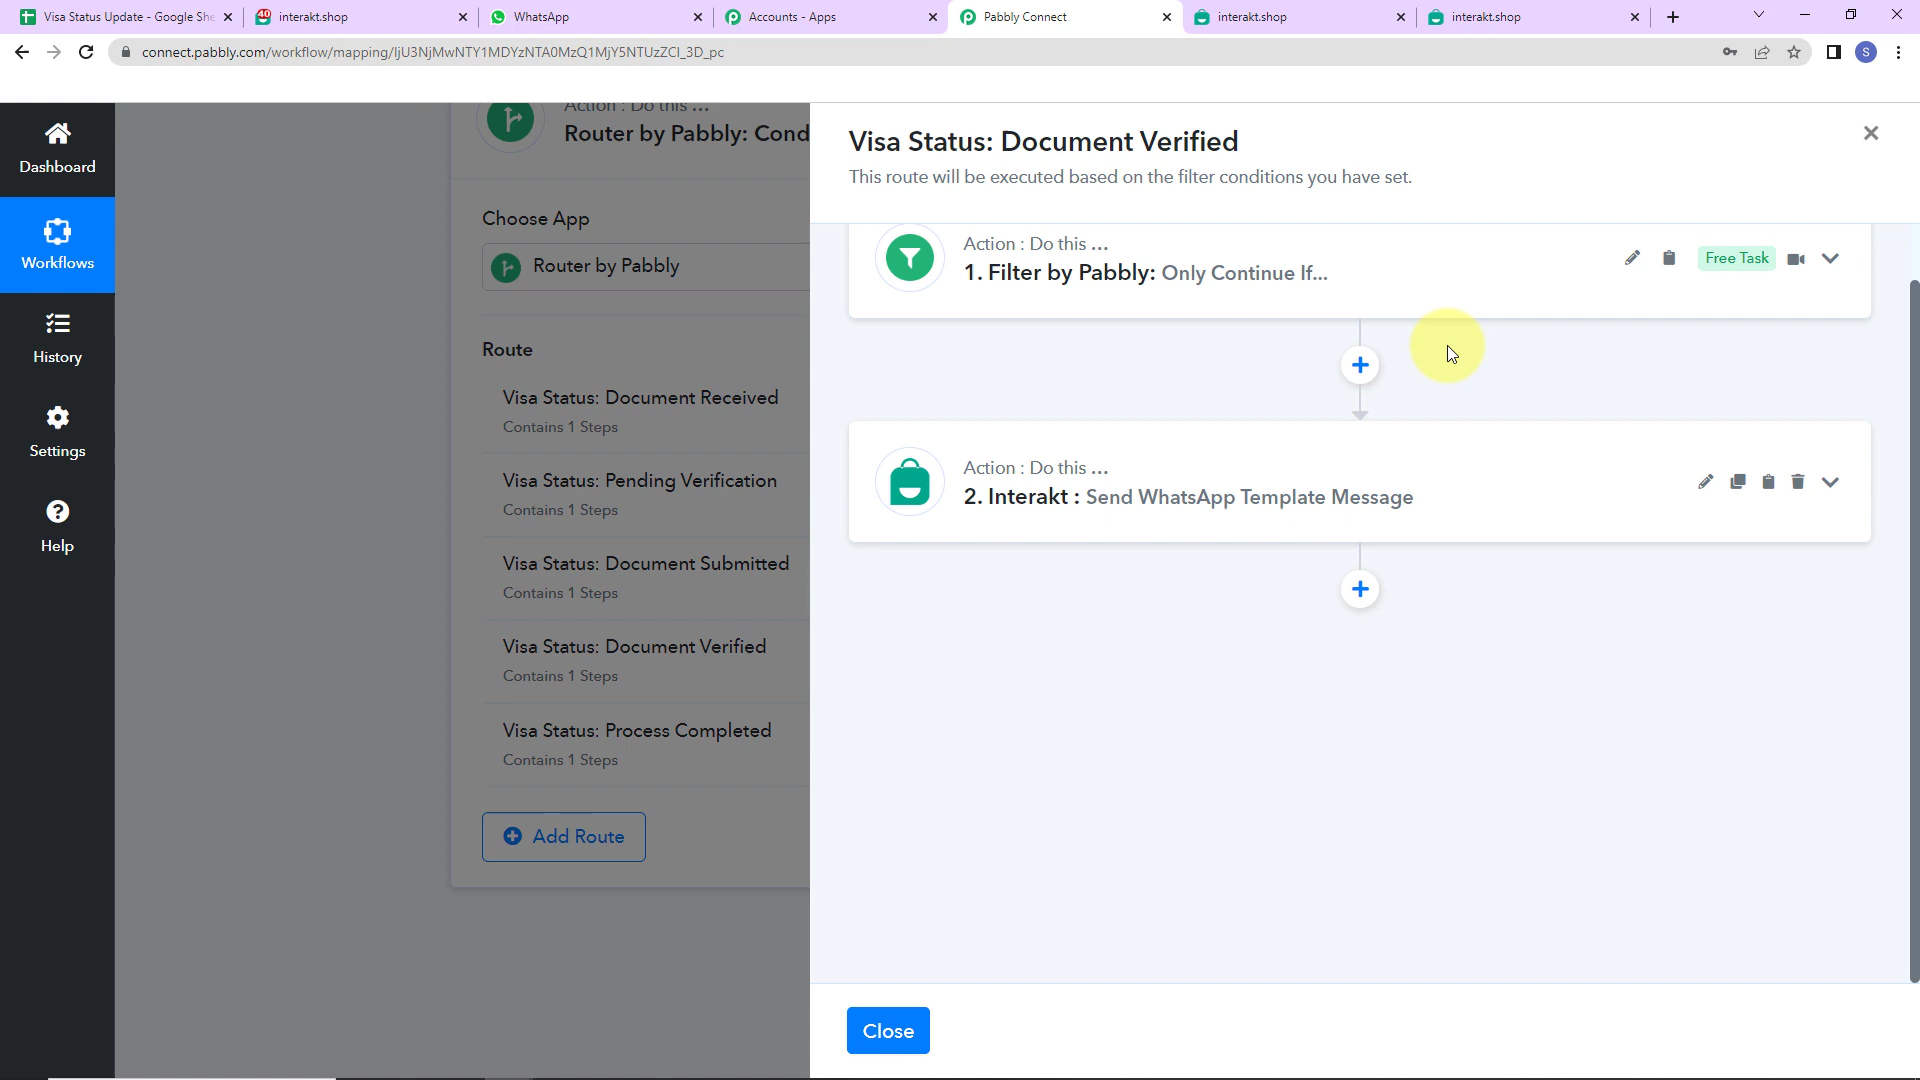 Visa Status Update - Google She
40 interakt.shop
WhatsApp
Accounts - Apps
Pabbly Connect
interakt.shop
interakt.shop
connect.pabbly.com/workflow/mapping/IjU3NjMwNTY1MDYzNTA0MzQ1MjY5NTUzZCI_3D_pc
S
Dashboard
Workflows
History
Settings
Help
Action : Do this ...
Router by Pabbly: Cond
Choose App
Router by Pabbly
Route
Visa Status: Document Received
Contains 1 Steps
Visa Status: Pending Verification
Contains 1 Steps
Visa Status: Document Submitted
Contains 1 Steps
Visa Status: Document Verified
Contains 1 Steps
Visa Status: Process Completed
Contains 1 Steps
Add Route
Visa Status: Document Verified
This route will be executed based on the filter conditions you have set.
Action : Do this ...
1. Filter by Pabbly: Only Continue If...
Free Task
Action : Do this ...
2. Interakt : Send WhatsApp Template Message
Close